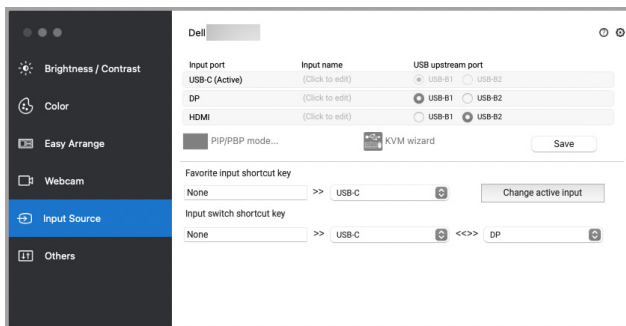 Dell
Brightness / Contrast
Color
Easy Arrange
Webcam
Input Source
Others
Input port Input name USB upstream port
USB-C (Active) (Click to edit) USB-B1 USB-B2
DP (Click to edit) USB-B1 USB-B2
HMDI (Click to edit) USB-B1 USB-B2
PIP/PBP mode... KVM wizard Save
Favorite input shortcut key
None >> USB-C Change active input
Input switch shortcut key
None >> USB-C <<>> DP